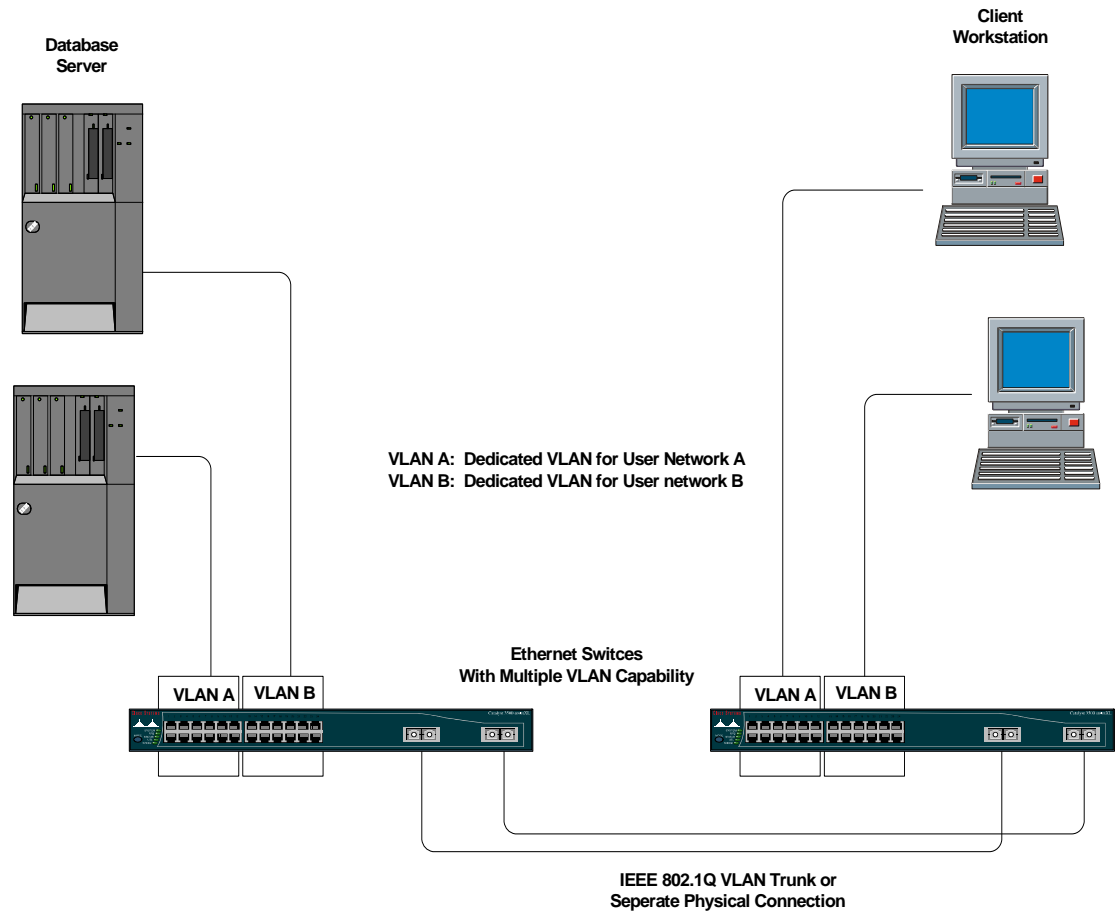 Client
Workstation
Database
Server
VLAN A: Dedicated VLAN for User Network A
VLAN B: Dedicated VLAN for User network B
Ethernet Switces
With Multiple VLAN Capability
VLAN A
VLAN B
VLAN A
VLAN B
IEEE 802.1Q VLAN Trunk or
Seperate Physical Connection